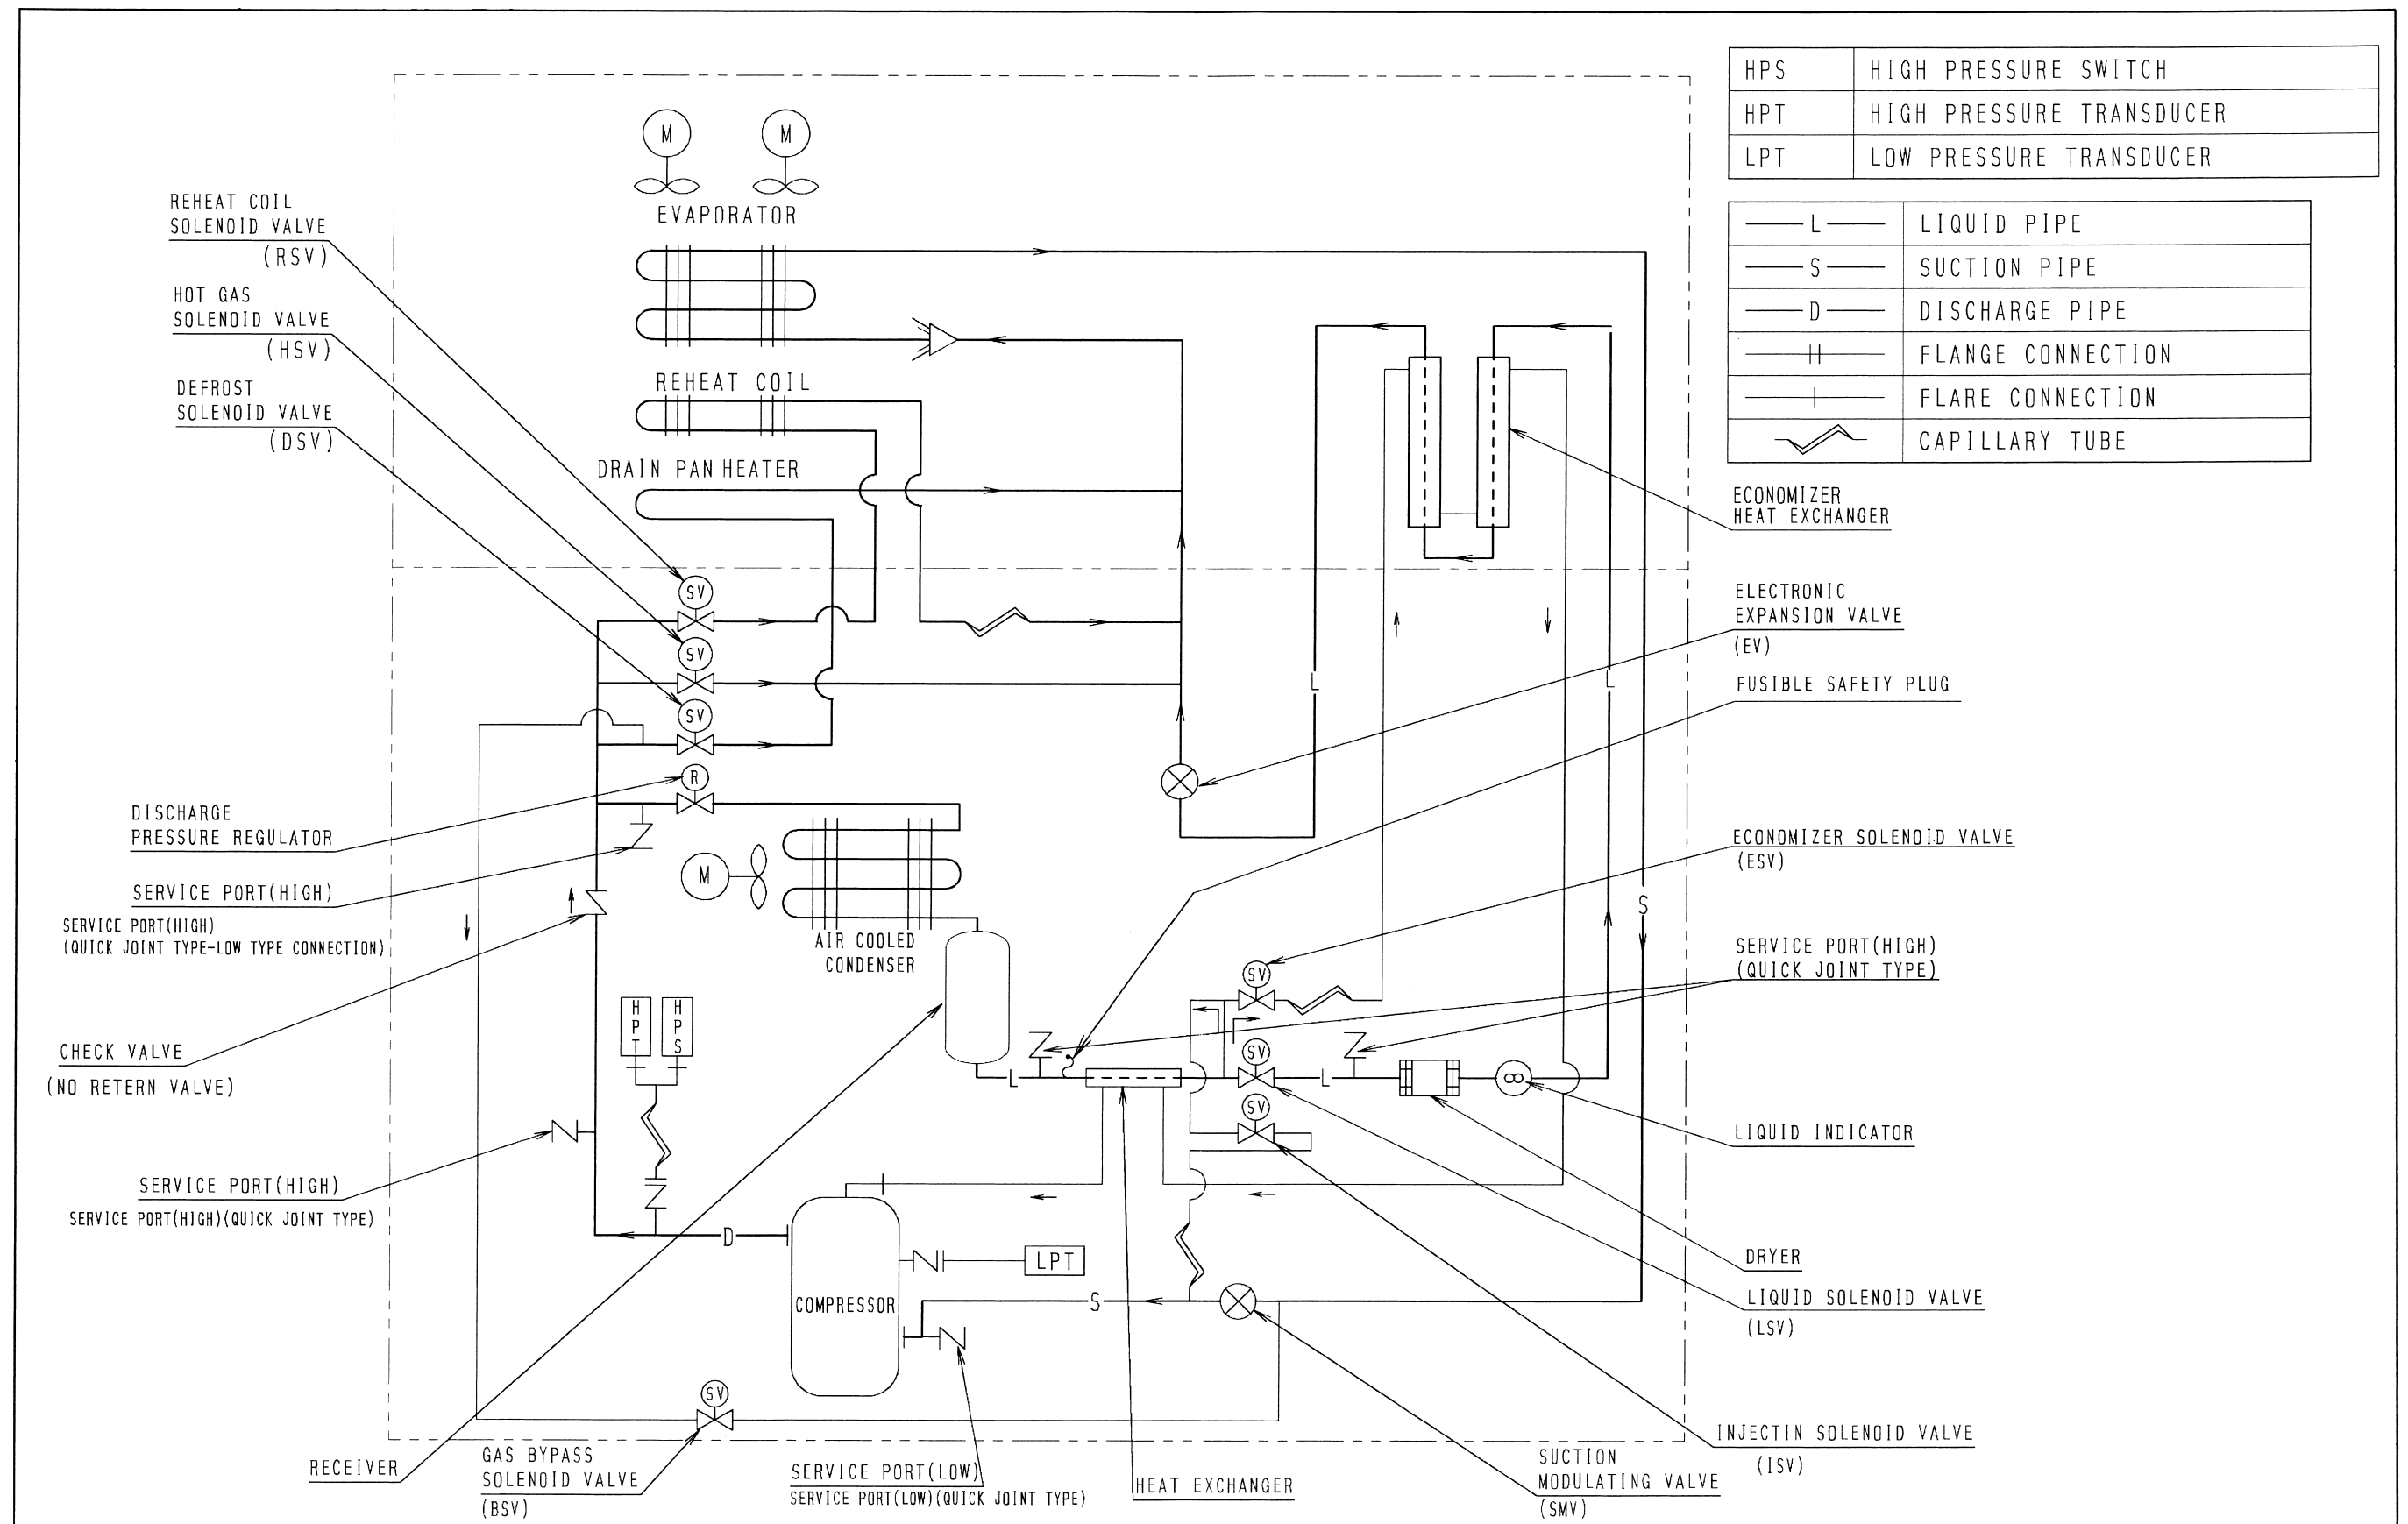 HPS HIGH PRESSURE SWITCH
HPT HIGH PRESSURE TRANSDUCER
LPT LOW PRESSURE TRANSDUCER
L LIQUID PIPE
S SUCTION PIPE
D DISCHARGE PIPE
FLANGE CONNECTION
FLARE CONNECTION
CAPILLARY TUBE
M M
EVAPORATOR
REHEAT COIL
SOLENOID VALVE
(RSV)
HOT GAS
SOLENOID VALVE
(HSV)
DEFROST
SOLENOID VALVE
(DSV)
REHEAT COIL
DRAIN PAN HEATER
SV
SV
SV
R
ECONOMIZER
HEAT EXCHANGER
ELECTRONIC
EXPANSION VALVE
(EV)
FUSIBLE SAFETY PLUG
L
L
DISCHARGE
PRESSURE REGULATOR
SERVICE PORT(HIGH)
SERVICE PORT(HIGH)
(QUICK JOINT TYPE-LOW TYPE CONNECTION)
CHECK VALVE
(NO RETERN VALVE)
M
AIR COOLED
CONDENSER
ECONOMIZER SOLENOID VALVE
(ESV)
S
SERVICE PORT(HIGH)
(QUICK JOINT TYPE)
HPT
HPS
SV
SV
SV
L
L
LIQUID INDICATOR
SERVICE PORT(HIGH)
SERVICE PORT(HIGH)(QUICK JOINT TYPE)
D
COMPRESSOR
LPT
S
DRYER
LIQUID SOLENOID VALVE
(LSV)
SV
RECEIVER
GAS BYPASS
SOLENOID VALVE
(BSV)
SERVICE PORT(LOW)
SERVICE PORT(LOW)(QUICK JOINT TYPE)
HEAT EXCHANGER
SUCTION
MODULATING VALVE
(SMV)
INJECTIN SOLENOID VALVE
(ISV)